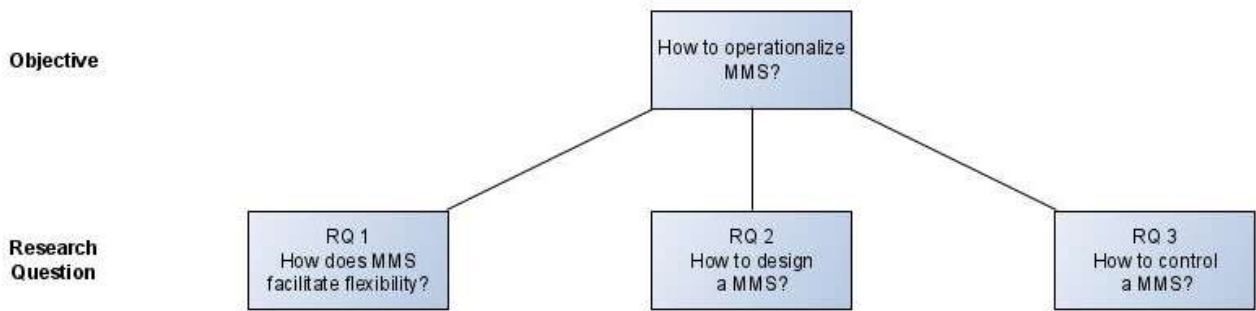 Objective
How to operationalize
MMS?
Research
Question
RQ 1
How does MMS
facilitate flexibility?
RQ 2
How to design
a MMS?
RQ 3
How to control
a MMS?